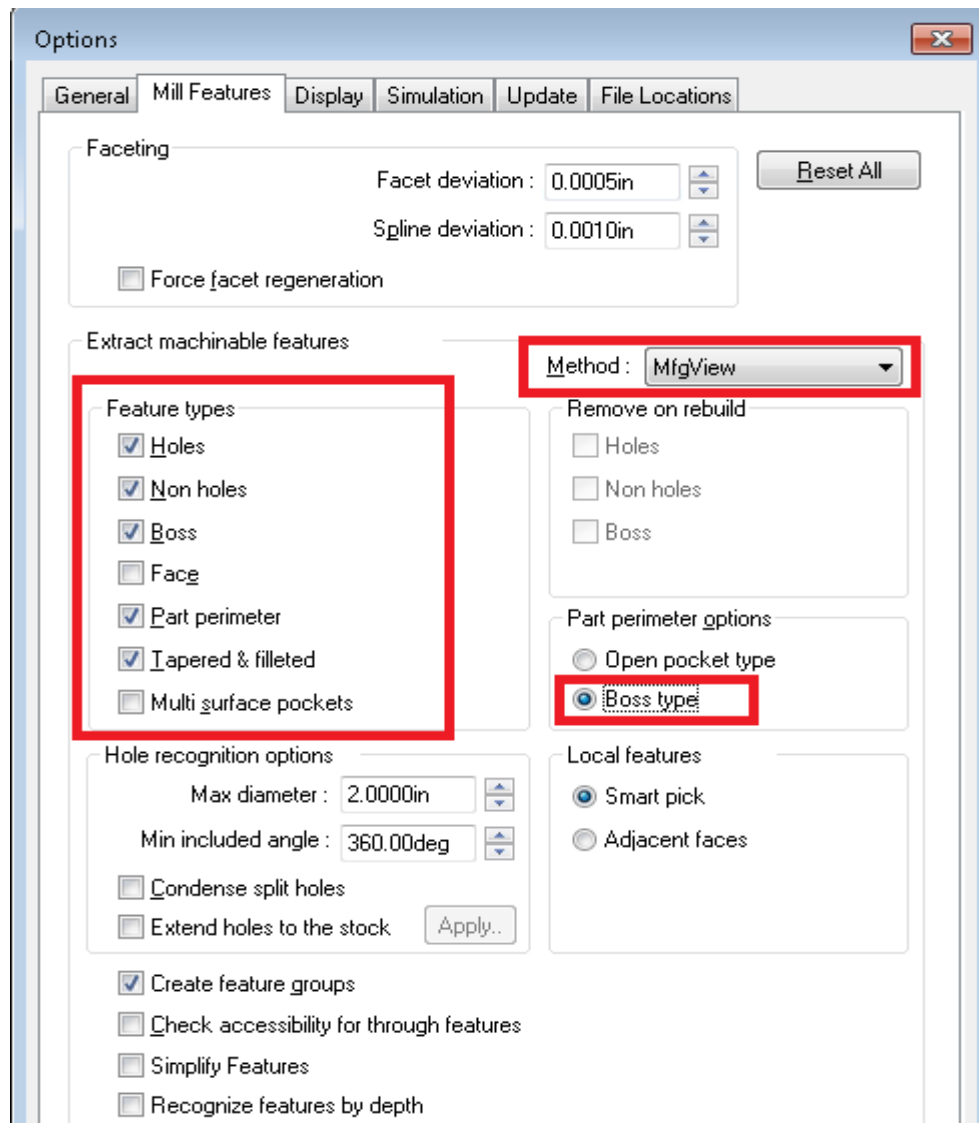 Options
General Mill Features Display Simulation Update File Locations
Faceting
Reset All
Facet deviation : 0.0005in
Spline deviation : 0.0010in
Force facet regeneration
Extract machinable features
Method : MfgView
Feature types
Holes
Non holes
Boss
Face
Part perimeter
Tapered & filleted
Multi surface pockets
Remove on rebuild
Holes
Non holes
Boss
Part perimeter options
Open pocket type
Boss type
Hole recognition options
Max diameter : 2.0000in
Min included angle : 360.00deg
Condense split holes
Extend holes to the stock Apply..
Local features
Smart pick
Adjacent faces
Create feature groups
Check accessibility for through features
Simplify Features
Recognize features by depth